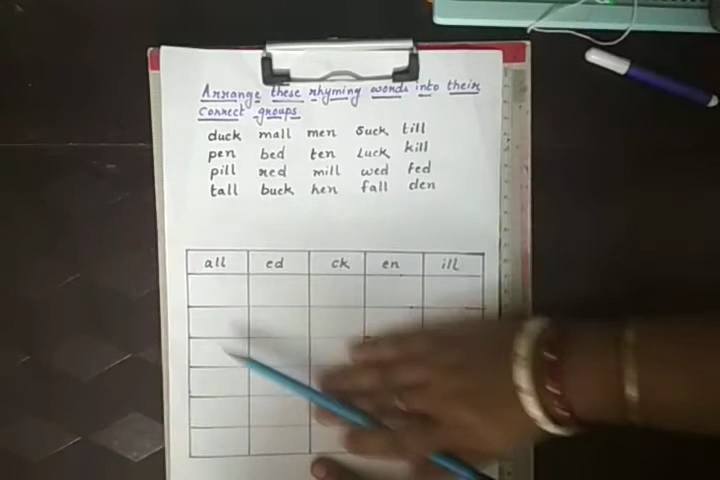 Arrange these rhyming words into their
correct groups
duck mall men suck till
pen bed ten Luck kill
pill red mill wed fed
tall buck hen fall den
all ed ck en ill